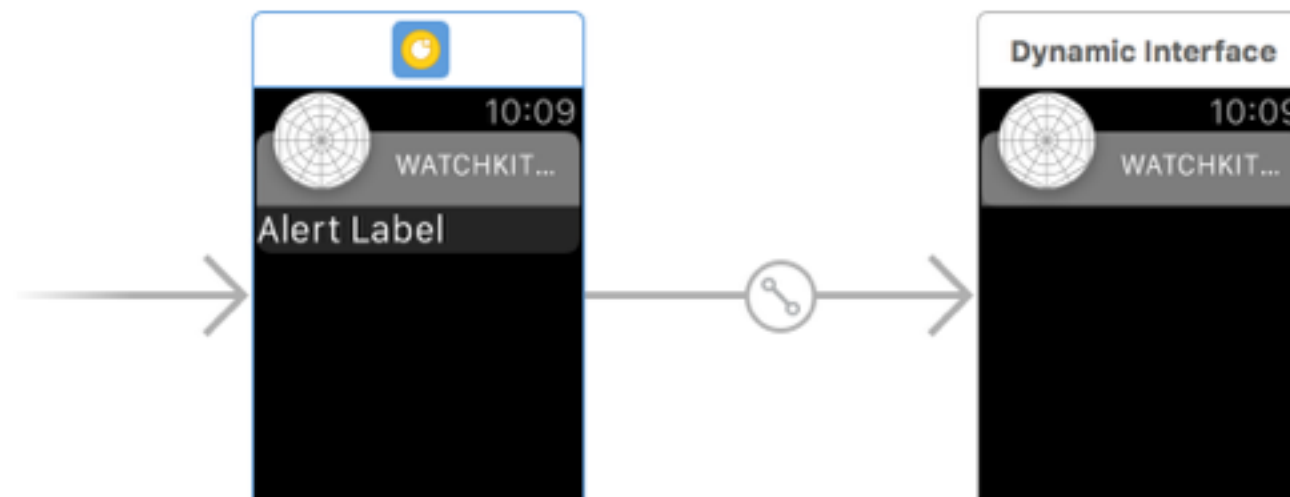 10:09
WATCHKIT...
Alert Label
Dynamic Interface
10:09
WATCHKIT...